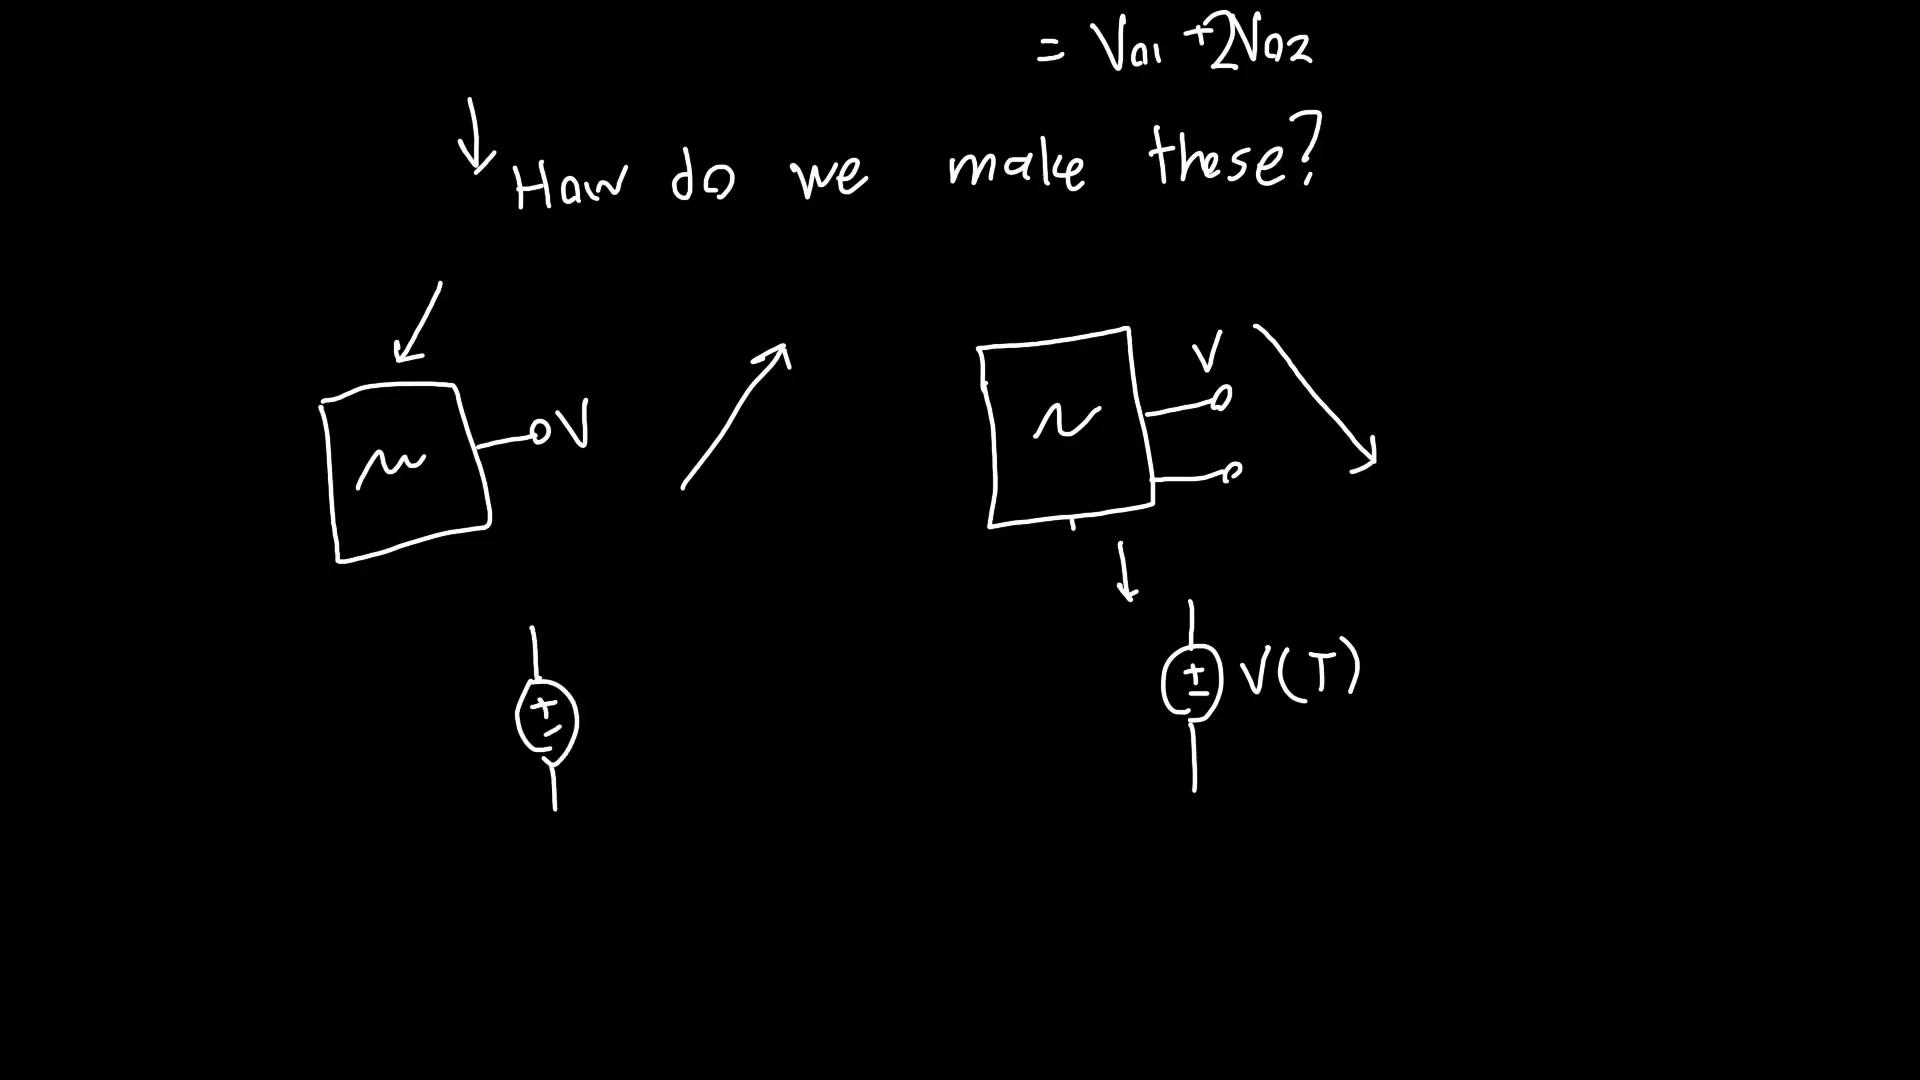 = Va1 + 2Va2
How do we make these?
V
V
~
~
+
-
+
-
V(T)